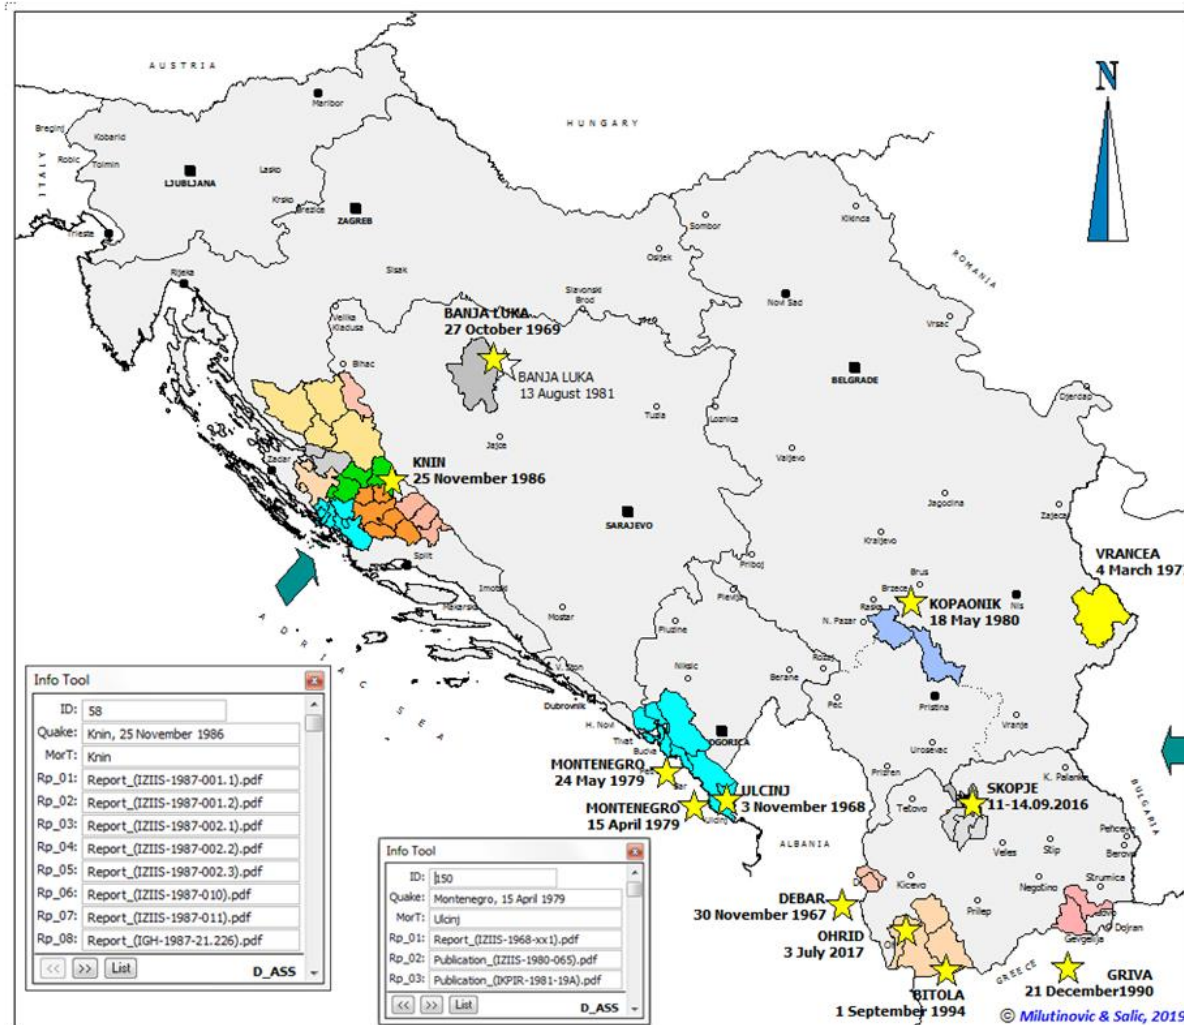 AUSTRIA
Maribor
N
HUNGARY
Breginj
Kobarid
Robic
Tolmin
ITALY
LJUBLJANA
Lasko
Krsko
Brezice
ZAGREB
Trieste
Sombor
Kikinda
Osijek
ROMANIA
Rijeka
Sisak
Slavonski
Brod
Novi Sad
Velika
Kladusa
BANJA LUKA
27 October 1969
Vrsac
Bihac
BANJA LUKA
13 August 1981
BELGRADE
Tuzla
Loznica
Djerdap
Jajce
Valjevo
Zadar
KNIN
25 November 1986
Jagodina
SARAJEVO
Zajecar
Kraljevo
Split
Priboj
VRANCEA
4 March 197
Brus
Brzece
Imotski
Pljevlja
Raska
KOPAONIK
18 May 1980
Nis
Makarska
Mostar
Pluzine
N. Pazar
ADRIATIC SEA
V. Ston
Niksic
Berane
Rozaj
Dubrovnik
Pec
Pristina
H. Novi
Vranje
Tivat
Budva
OGORICA
Urosevac
MONTENEGRO
24 May 1979
Bar
Prizren
K. Palanka
ULCINJ
3 November 1968
SKOPJE
11-14.09.2016
BULGARIA
MONTENEGRO
15 April 1979
Ulcinj
Tetovo
Pehcevo
ALBANIA
Veles
Stip
Berovo
Kicevo
Negotino
Strumica
DEBAR
30 November 1967
Prilep
Dojran
OHRID
3 July 2017
Gevgelija
GREECE
BITOLA
1 September 1994
GRIVA
21 December1990
Info Tool
ID: 58
Quake: Knin, 25 November 1986
MorT: Knin
Rp_01: Report_(IZIIS-1987-001.1).pdf
Rp_02: Report_(IZIIS-1987-001.2).pdf
Rp_03: Report_(IZIIS-1987-002.1).pdf
Rp_04: Report_(IZIIS-1987-002.2).pdf
Rp_05: Report_(IZIIS-1987-002.3).pdf
Rp_06: Report_(IZIIS-1987-010).pdf
Rp_07: Report_(IZIIS-1987-011).pdf
Rp_08: Report_(IGH-1987-21.226).pdf
<< >> List D_ASS
Info Tool
ID: 150
Quake: Montenegro, 15 April 1979
MorT: Ulcinj
Rp_01: Report_(IZIIS-1968-xx1).pdf
Rp_02: Publication_(IZIIS-1980-065).pdf
Rp_03: Publication_(IKPIR-1981-19A).pdf
<< >> List D_ASS
© Milutinovic & Salic, 2019